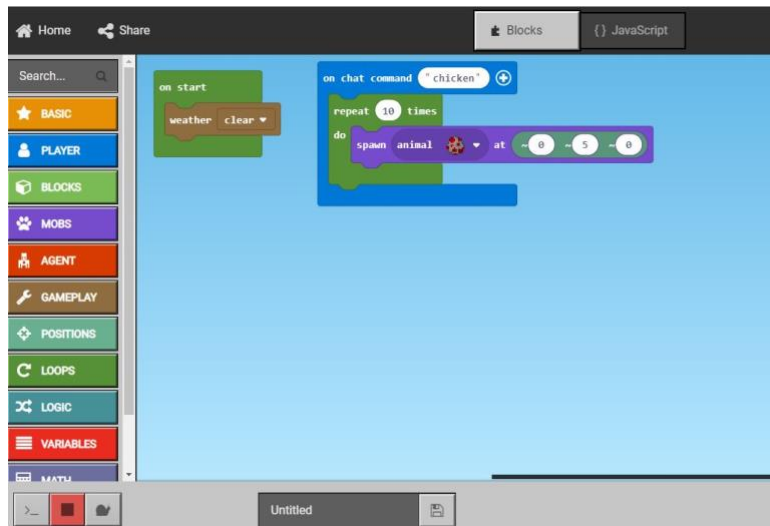 Home Share Blocks { } JavaScript
Search...
BASIC
PLAYER
BLOCKS
MOBS
AGENT
GAMEPLAY
POSITIONS
LOOPS
LOGIC
VARIABLES
MATH
on start
weather clear
on chat command "chicken"
repeat 10 times
do
spawn animal at ~0 ~5 ~0
>_ Untitled